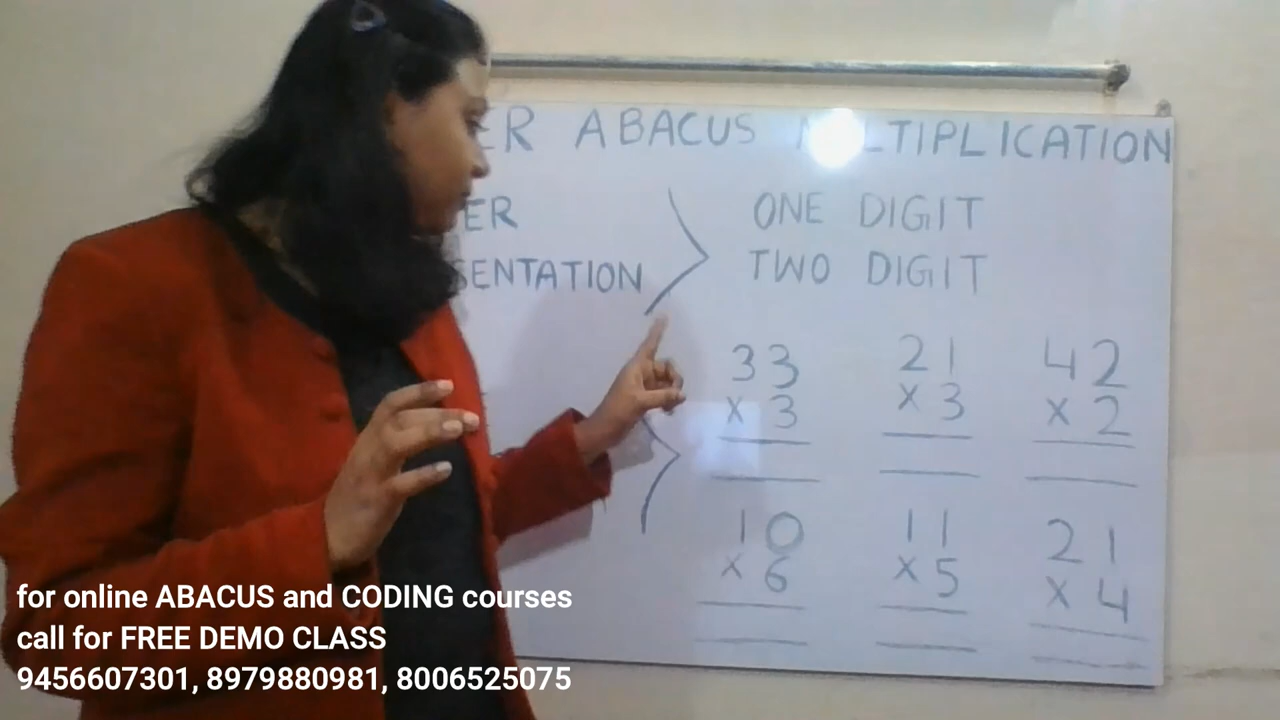 ER ABACUS MULTIPLICATION
ER
SENTATION
ONE DIGIT
TWO DIGIT
33 21 42
x 3 x 3 x 2
10 11 21
x 6 x 5 x 4
for online ABACUS and CODING courses
call for FREE DEMO CLASS
9456607301, 8979880981, 8006525075